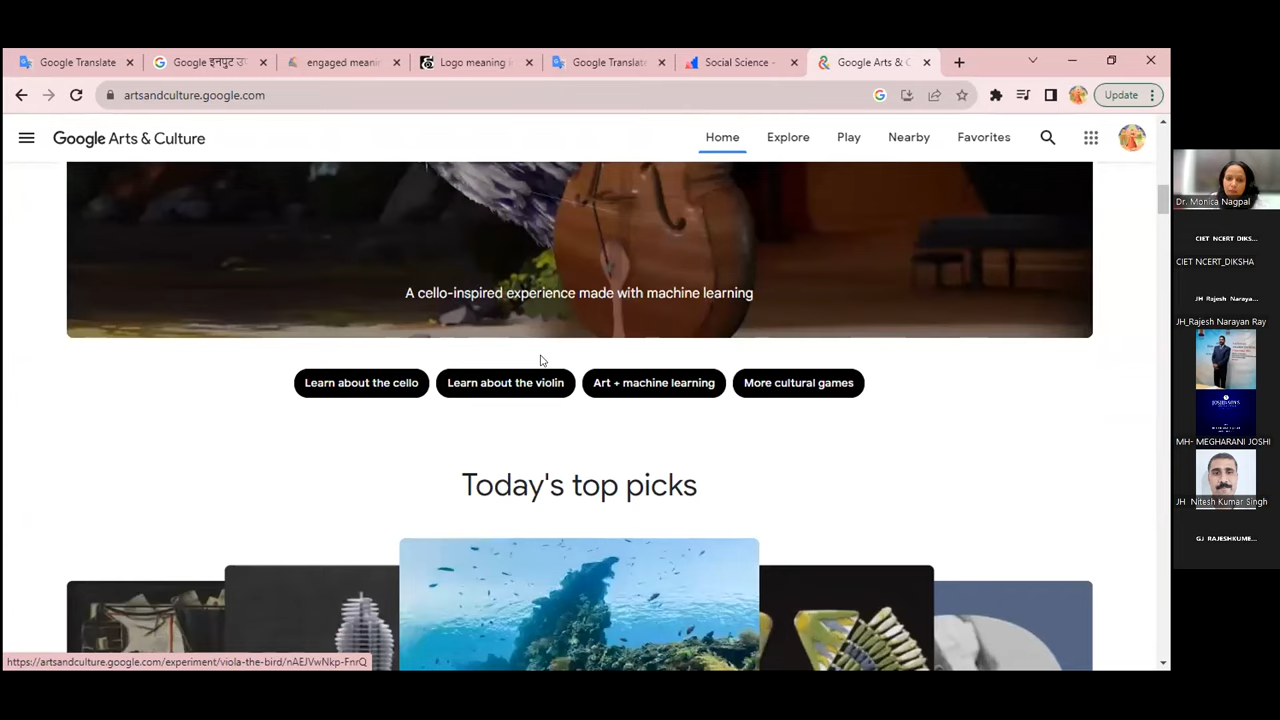 Google Translate
Google इनपुट उ
engaged meani
Logo meaning i
Google Translat
Social Science -
Google Arts & C
artsandculture.google.com
Update
Google Arts & Culture
Home
Explore
Play
Nearby
Favorites
A cello-inspired experience made with machine learning
Learn about the cello
Learn about the violin
Art + machine learning
More cultural games
Today's top picks
https://artsandculture.google.com/experiment/viola-the-bird/nAEJVwNkp-FnrQ
Dr. Monica Nagpal
CIET NCERT DIKS...
CIET NCERT_DIKSHA
JH Rajesh Naraya...
JH_Rajesh Narayan Ray
MH- MEGHARANI JOSHI
JH Nitesh Kumar Singh
GJ RAJESHKUME...